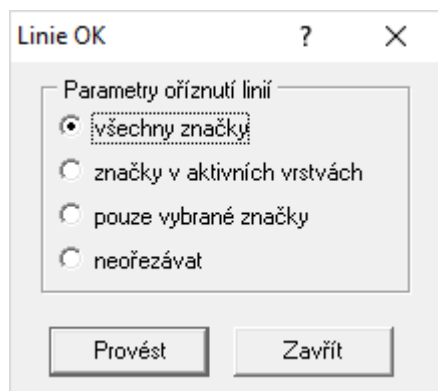 Linie OK ?
Parametry oříznutí linií
všechny značky
značky v aktivních vrstvách
pouze vybrané značky
neořezávat
Provést Zavřít